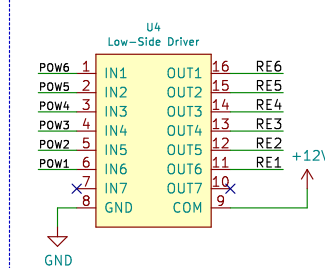 U4
Low-Side Driver
POW6 1 IN1 OUT1 16 RE6
POW5 2 IN2 OUT2 15 RE5
POW4 3 IN3 OUT3 14 RE4
POW3 4 IN4 OUT4 13 RE3
POW2 5 IN5 OUT5 12 RE2
POW1 6 IN6 OUT6 11 RE1
+12V
7 IN7 OUT7 10
8 GND COM 9
GND